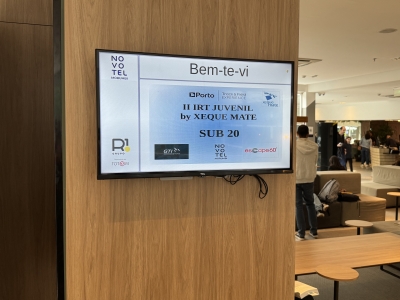 NO
VO
TEL
Bem-te-vi
Porto
II IRT JUVENIL
by XEQUE MATE
SUB 20
R1
NO
VO
TEL
escape60'